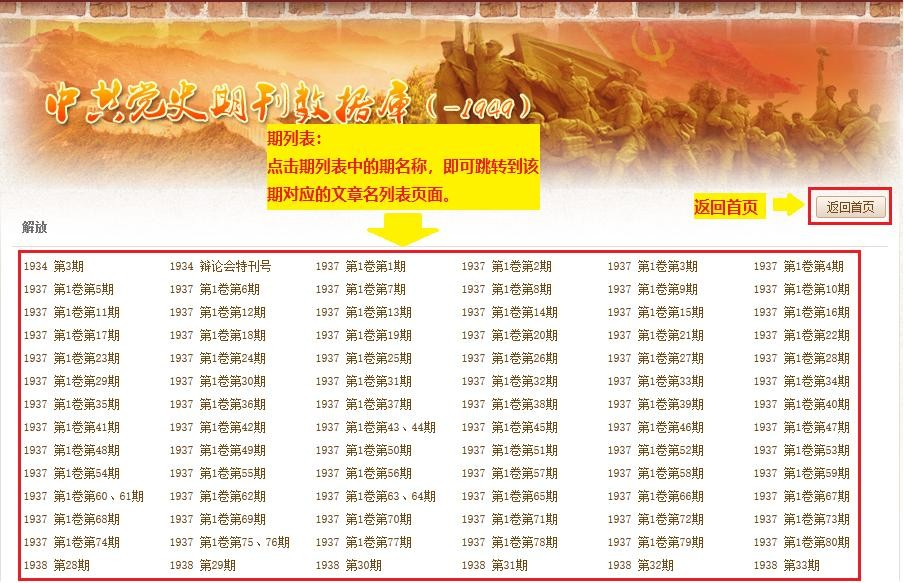 中共党史期刊数据库（-1949）
期列表：
点击期列表中的期名称，即可跳转到该
期对应的文章名列表页面。
返回首页 返回首页
解放
1934 第3期 1934 辩论会特刊号 1937 第1卷第1期 1937 第1卷第2期 1937 第1卷第3期 1937 第1卷第4期
1937 第1卷第5期 1937 第1卷第6期 1937 第1卷第7期 1937 第1卷第8期 1937 第1卷第9期 1937 第1卷第10期
1937 第1卷第11期 1937 第1卷第12期 1937 第1卷第13期 1937 第1卷第14期 1937 第1卷第15期 1937 第1卷第16期
1937 第1卷第17期 1937 第1卷第18期 1937 第1卷第19期 1937 第1卷第20期 1937 第1卷第21期 1937 第1卷第22期
1937 第1卷第23期 1937 第1卷第24期 1937 第1卷第25期 1937 第1卷第26期 1937 第1卷第27期 1937 第1卷第28期
1937 第1卷第29期 1937 第1卷第30期 1937 第1卷第31期 1937 第1卷第32期 1937 第1卷第33期 1937 第1卷第34期
1937 第1卷第35期 1937 第1卷第36期 1937 第1卷第37期 1937 第1卷第38期 1937 第1卷第39期 1937 第1卷第40期
1937 第1卷第41期 1937 第1卷第42期 1937 第1卷第43、44期 1937 第1卷第45期 1937 第1卷第46期 1937 第1卷第47期
1937 第1卷第48期 1937 第1卷第49期 1937 第1卷第50期 1937 第1卷第51期 1937 第1卷第52期 1937 第1卷第53期
1937 第1卷第54期 1937 第1卷第55期 1937 第1卷第56期 1937 第1卷第57期 1937 第1卷第58期 1937 第1卷第59期
1937 第1卷第60、61期 1937 第1卷第62期 1937 第1卷第63、64期 1937 第1卷第65期 1937 第1卷第66期 1937 第1卷第67期
1937 第1卷第68期 1937 第1卷第69期 1937 第1卷第70期 1937 第1卷第71期 1937 第1卷第72期 1937 第1卷第73期
1937 第1卷第74期 1937 第1卷第75、76期 1937 第1卷第77期 1937 第1卷第78期 1937 第1卷第79期 1937 第1卷第80期
1938 第28期 1938 第29期 1938 第30期 1938 第31期 1938 第32期 1938 第33期